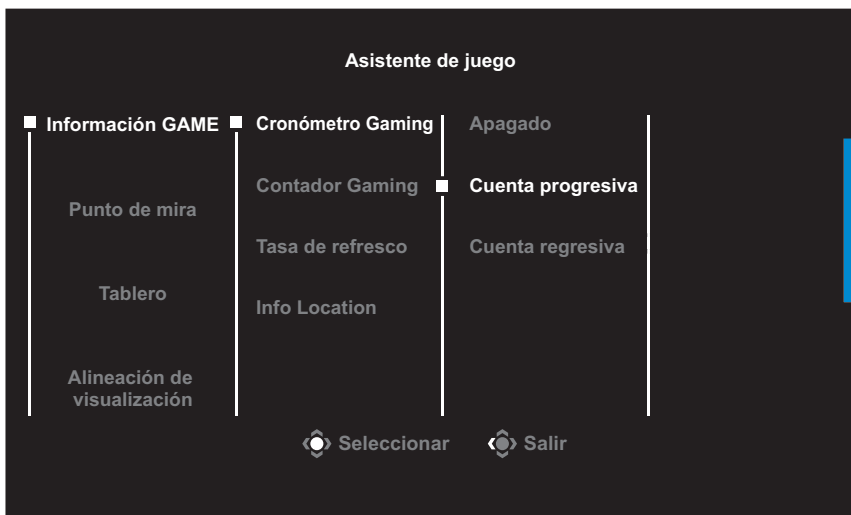 Asistente de juego
Información GAME
Punto de mira
Tablero
Alineación de
visualización
Cronómetro Gaming
Contador Gaming
Tasa de refresco
Info Location
Apagado
Cuenta progresiva
Cuenta regresiva
Seleccionar
Salir